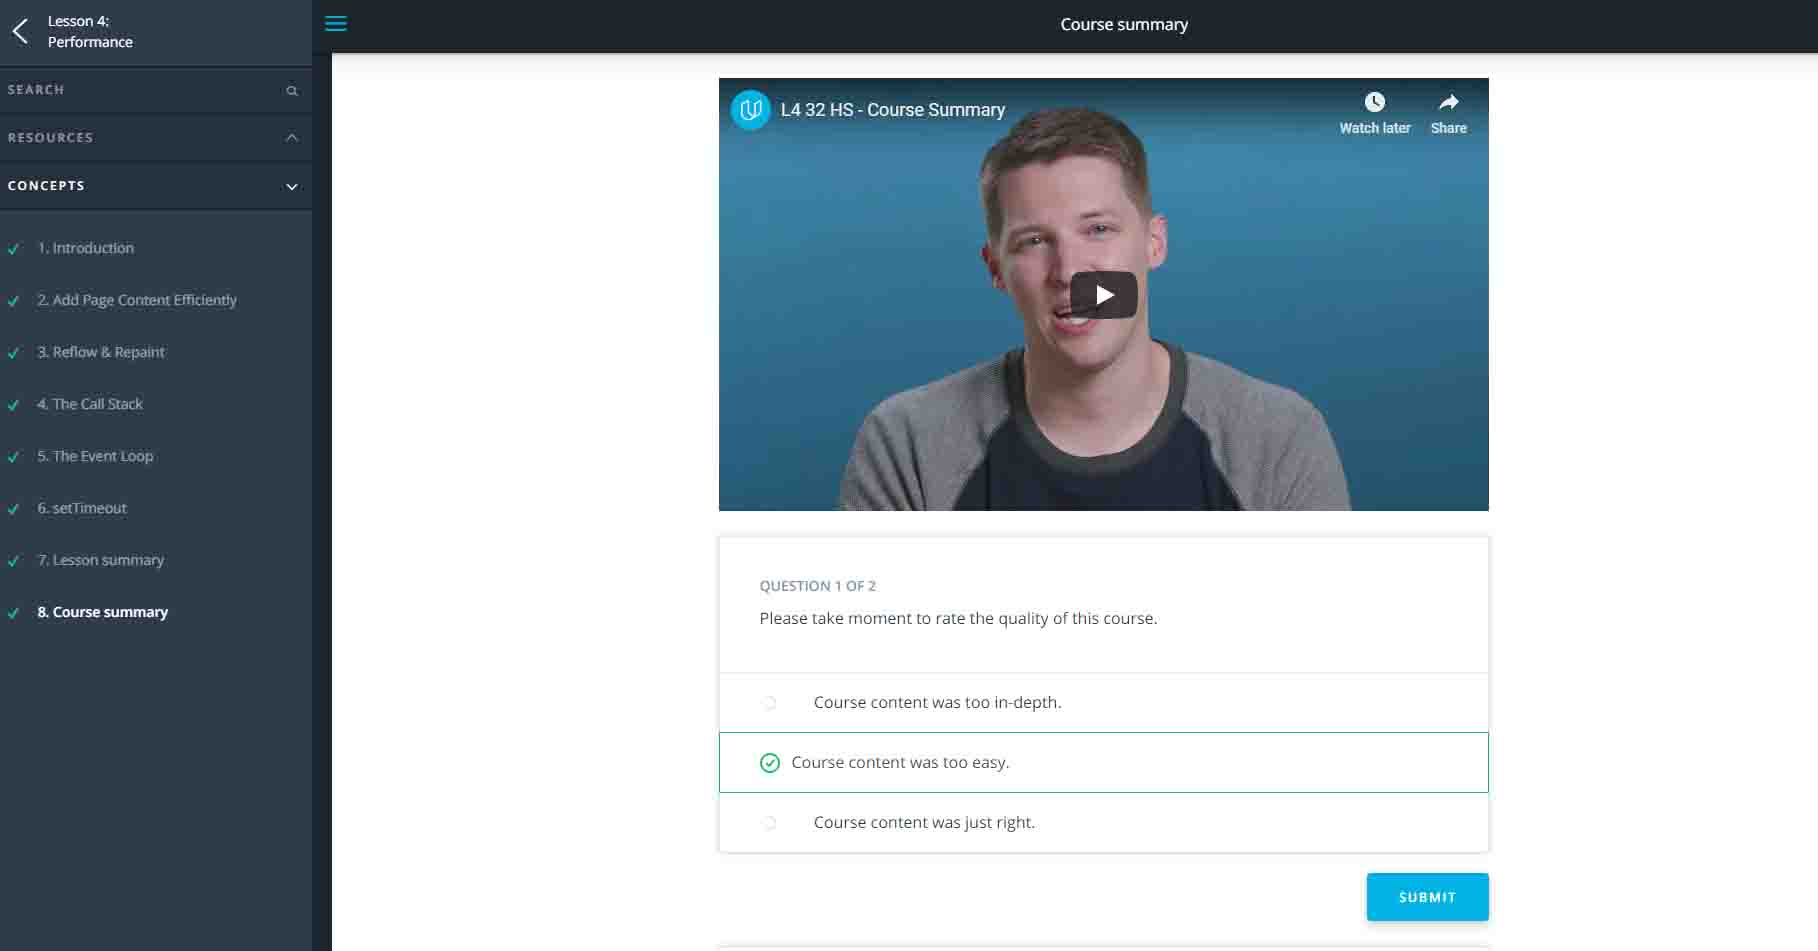 Lesson 4:
Performance
SEARCH
RESOURCES
CONCEPTS
1. Introduction
2. Add Page Content Efficiently
3. Reflow & Repaint
4. The Call Stack
5. The Event Loop
6. setTimeout
7. Lesson summary
8. Course summary
Course summary
L4 32 HS - Course Summary
Watch later
Share
QUESTION 1 OF 2
Please take moment to rate the quality of this course.
Course content was too in-depth.
Course content was too easy.
Course content was just right.
SUBMIT